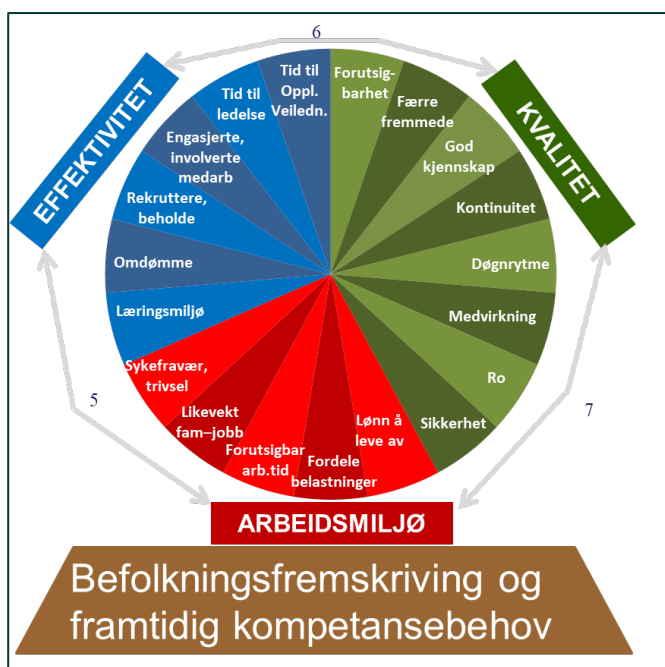 6
EFFEKTIVITET
KVALITET
Tid til
Oppl.
Veiledn.
Forutsig-
barhet
Færre
fremmede
God
kjennskap
Kontinuitet
Døgnrytme
Medvirkning
Ro
Sikkerhet
Lønn å
leve av
Fordele
belastninger
Forutsigbar
arb.tid
Likevekt
fam–jobb
Sykefravær,
trivsel
Læringsmiljø
Omdømme
Rekruttere,
beholde
Engasjerte,
involverte
medarb
Tid til
ledelse
5
7
ARBEIDSMILJØ
Befolkningsfremskriving og
framtidig kompetansebehov